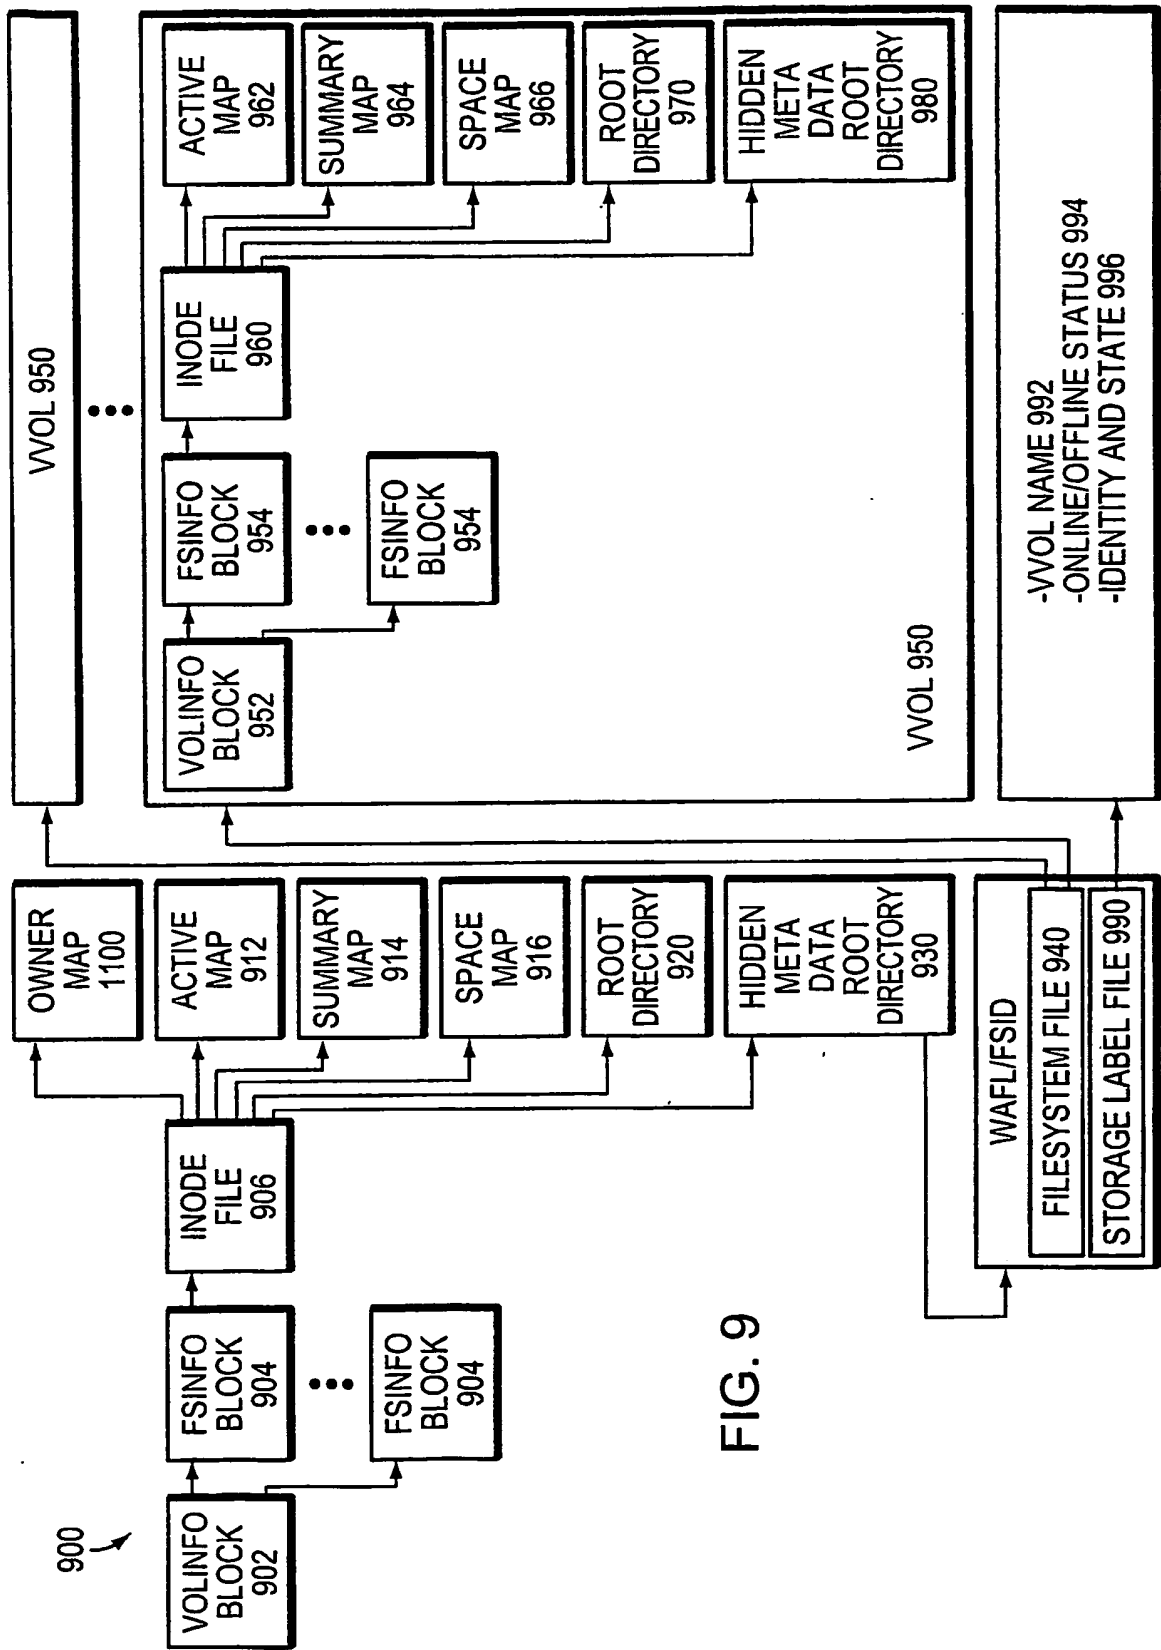 900
VOLINFO
BLOCK
902
FSINFO
BLOCK
904
FSINFO
BLOCK
904
INODE
FILE
906
OWNER
MAP
1100
ACTIVE
MAP
912
SUMMARY
MAP
914
SPACE
MAP
916
ROOT
DIRECTORY
920
HIDDEN
META
DATA
ROOT
DIRECTORY
930
WAFL/FSID
FILESYSTEM FILE 940
STORAGE LABEL FILE 990
VVOL 950
VOLINFO
BLOCK
952
FSINFO
BLOCK
954
FSINFO
BLOCK
954
INODE
FILE
960
ACTIVE
MAP
962
SUMMARY
MAP
964
SPACE
MAP
966
ROOT
DIRECTORY
970
HIDDEN
META
DATA
ROOT
DIRECTORY
980
VVOL 950
-VVOL NAME 992
-ONLINE/OFFLINE STATUS 994
-IDENTITY AND STATE 996
FIG. 9